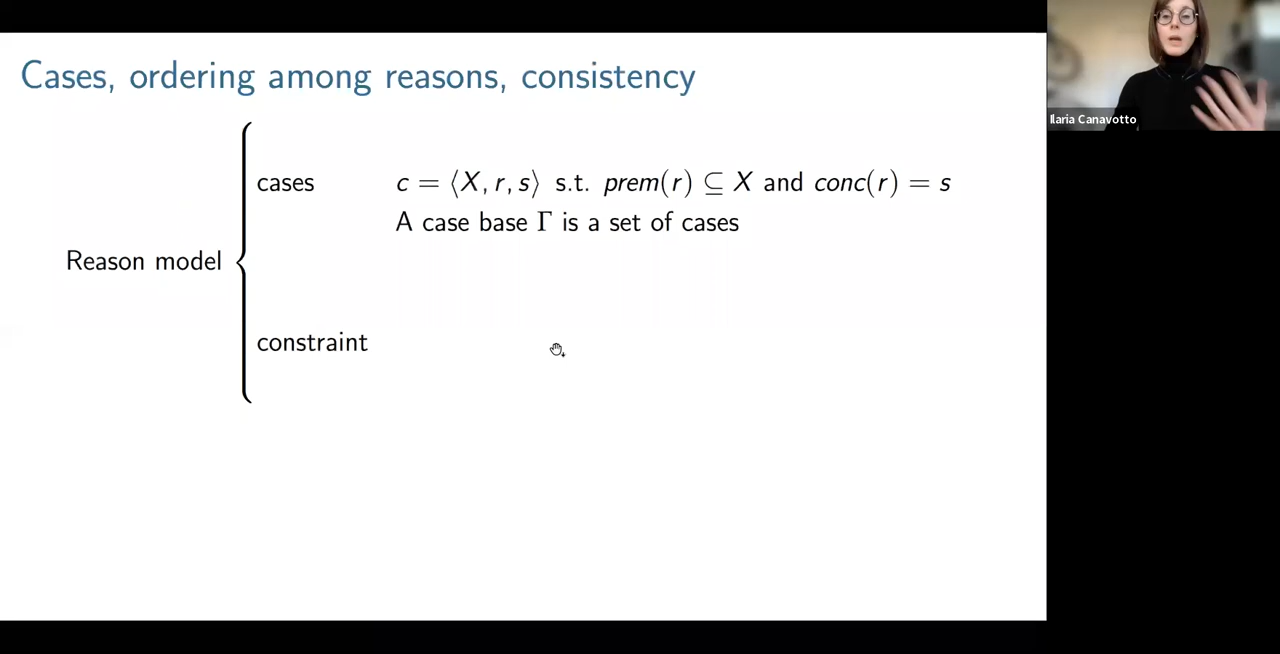 Cases, ordering among reasons, consistency
Ilaria Canavotto
cases c = ⟨X, r, s⟩ s.t. prem(r) ⊆ X and conc(r) = s
A case base Γ is a set of cases
Reason model
constraint